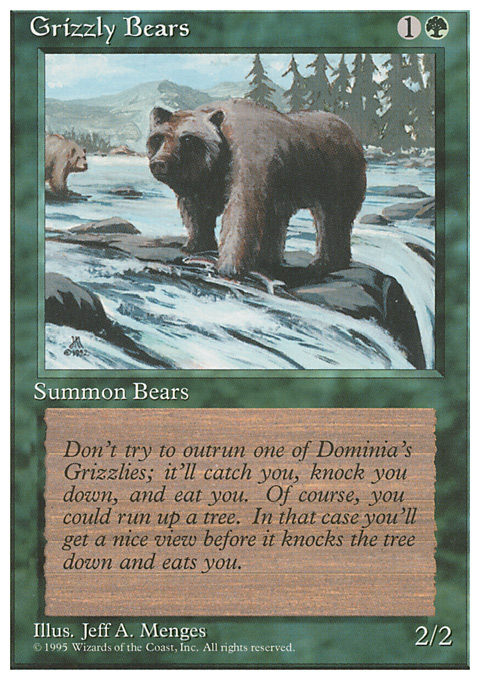 Grizzly Bears 1
©1992
Summon Bears
Don't try to outrun one of Dominia's
Grizzlies; it'll catch you, knock you
down, and eat you. Of course, you
could run up a tree. In that case you'll
get a nice view before it knocks the tree
down and eats you.
Illus. Jeff A. Menges
© 1995 Wizards of the Coast, Inc. All rights reserved.
2/2